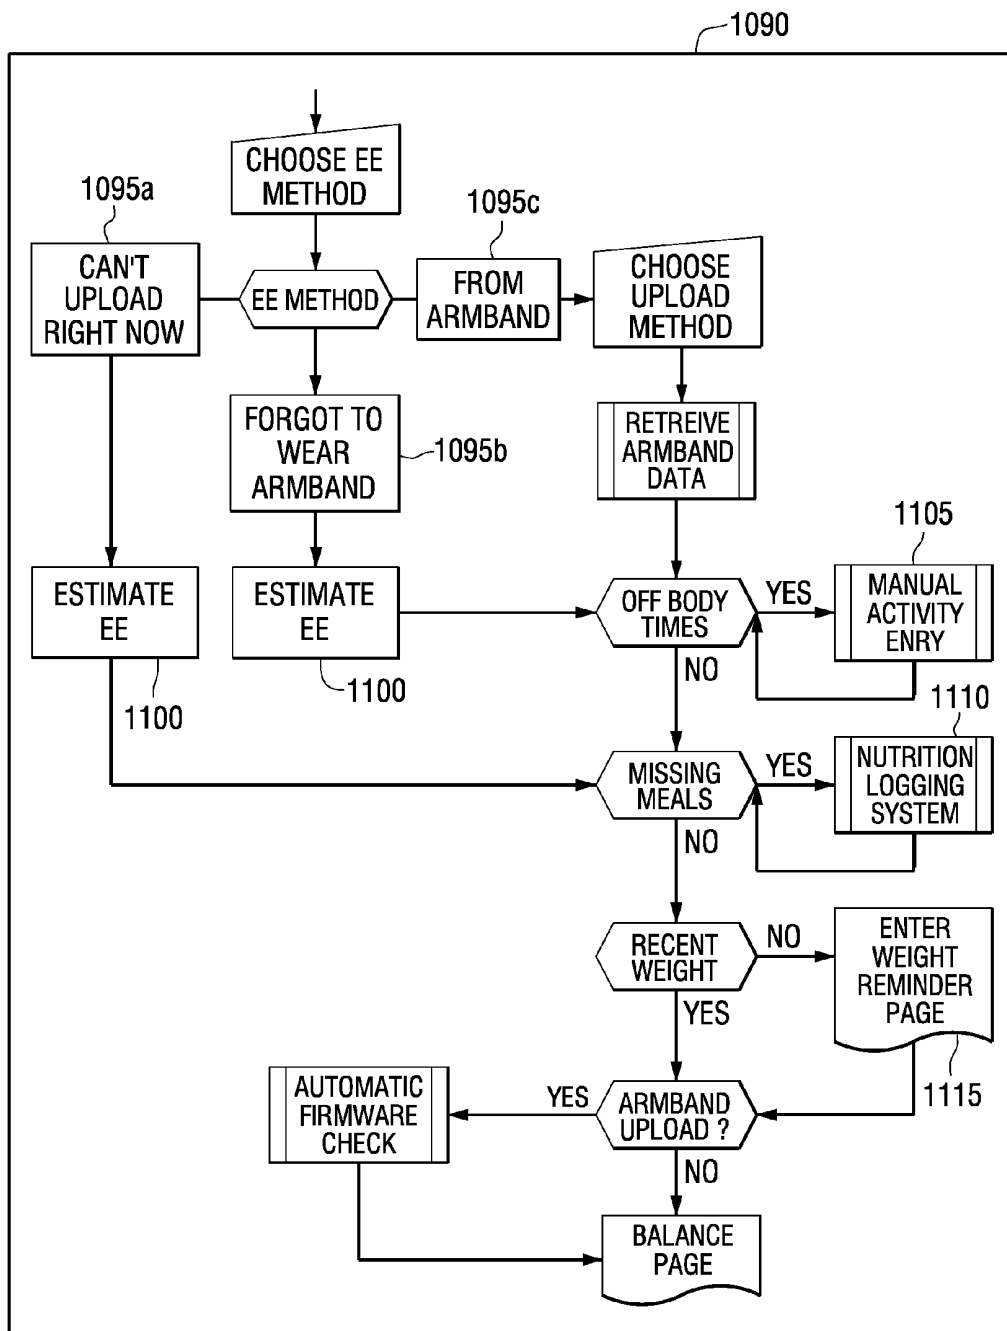 1090
CHOOSE EE
METHOD
1095a
1095c
CAN'T
UPLOAD
RIGHT NOW
EE METHOD
FROM
ARMBAND
CHOOSE
UPLOAD
METHOD
FORGOT TO
WEAR
ARMBAND
1095b
RETREIVE
ARMBAND
DATA
1105
ESTIMATE
EE
ESTIMATE
EE
OFF BODY
TIMES
YES
MANUAL
ACTIVITY
ENRY
NO
1100
1100
1110
MISSING
MEALS
YES
NUTRITION
LOGGING
SYSTEM
NO
RECENT
WEIGHT
NO
ENTER
WEIGHT
REMINDER
PAGE
YES
1115
AUTOMATIC
FIRMWARE
CHECK
YES
ARMBAND
UPLOAD ?
NO
BALANCE
PAGE